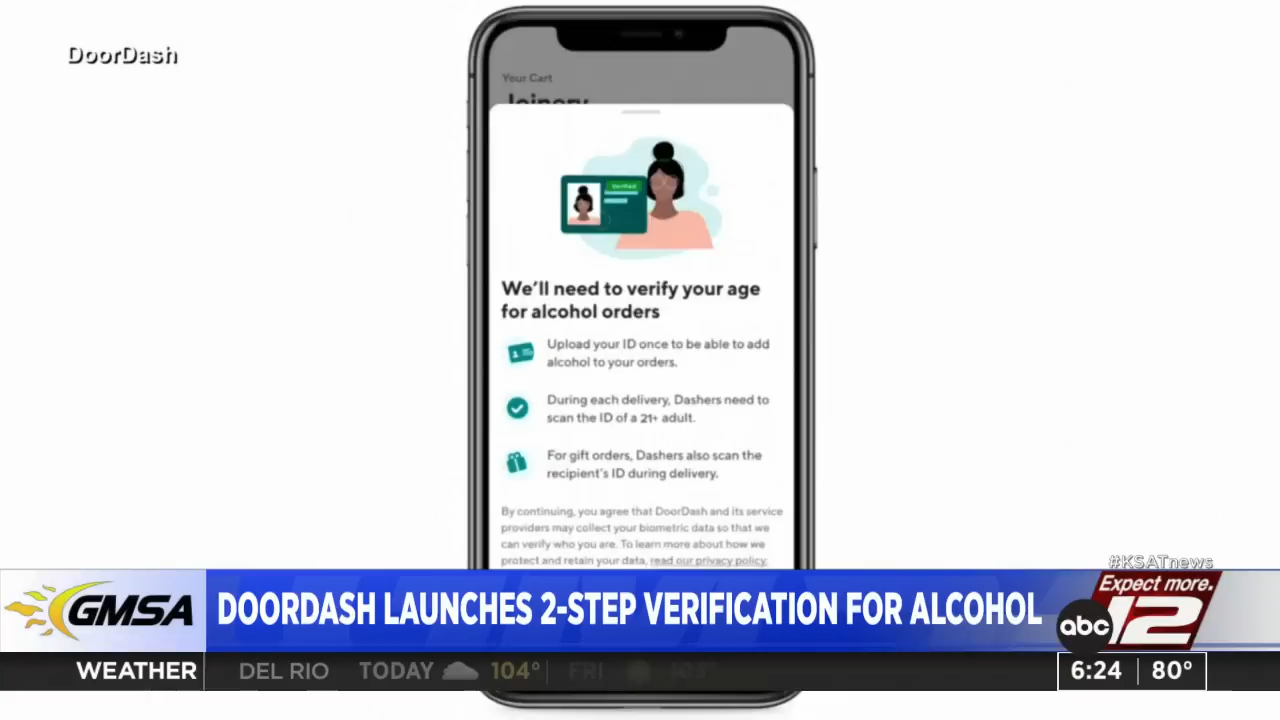 DoorDash
Your Cart
Joinery
Verified
We'll need to verify your age
for alcohol orders
Upload your ID once to be able to add
alcohol to your orders.
During each delivery, Dashers need to
scan the ID of a 21+ adult.
For gift orders, Dashers also scan the
recipient's ID during delivery.
By continuing, you agree that DoorDash and its service
providers may collect your biometric data so that we
can verify who you are. To learn more about how we
protect and retain your data, read our privacy policy.
#KSATnews
GMSA
DOORDASH LAUNCHES 2-STEP VERIFICATION FOR ALCOHOL
Expect more.
abc 12
WEATHER DEL RIO TODAY 104° FRI
6:24 80°